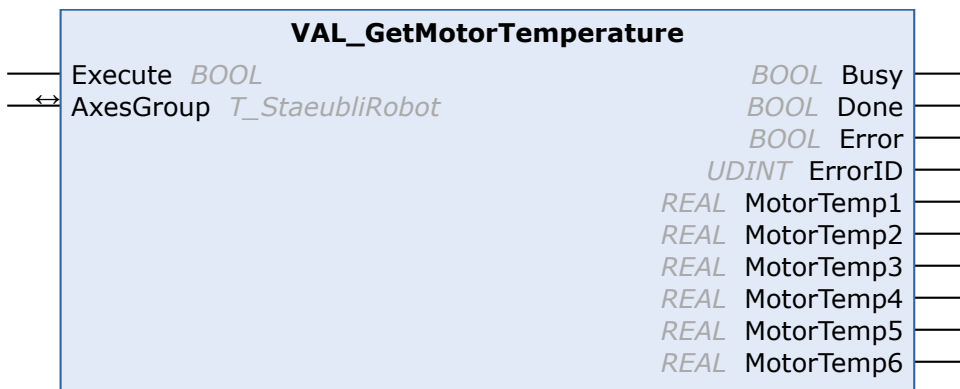 VAL_GetMotorTemperature
Execute BOOL BOOL Busy
AxesGroup T_StaeubliRobot BOOL Done
BOOL Error
UDINT ErrorID
REAL MotorTemp1
REAL MotorTemp2
REAL MotorTemp3
REAL MotorTemp4
REAL MotorTemp5
REAL MotorTemp6